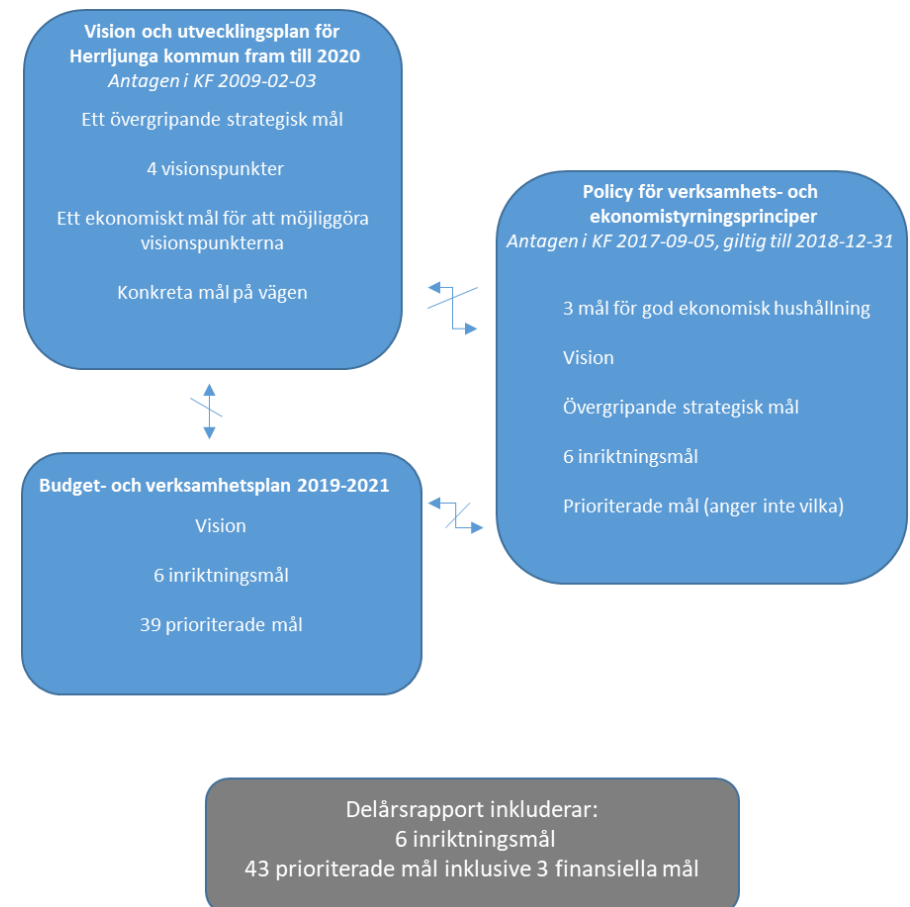 Vision och utvecklingsplan för
Herrljunga kommun fram till 2020
Antagen i KF 2009-02-03
Ett övergripande strategisk mål
4 visionspunkter
Ett ekonomiskt mål för att möjliggöra
visionspunkterna
Konkreta mål på vägen
Policy för verksamhets- och
ekonomistyrningsprinciper
Antagen i KF 2017-09-05, giltig till 2018-12-31
3 mål för god ekonomisk hushållning
Vision
Övergripande strategisk mål
6 inriktningsmål
Prioriterade mål (anger inte vilka)
Budget- och verksamhetsplan 2019-2021
Vision
6 inriktningsmål
39 prioriterade mål
Delårsrapport inkluderar:
6 inriktningsmål
43 prioriterade mål inklusive 3 finansiella mål